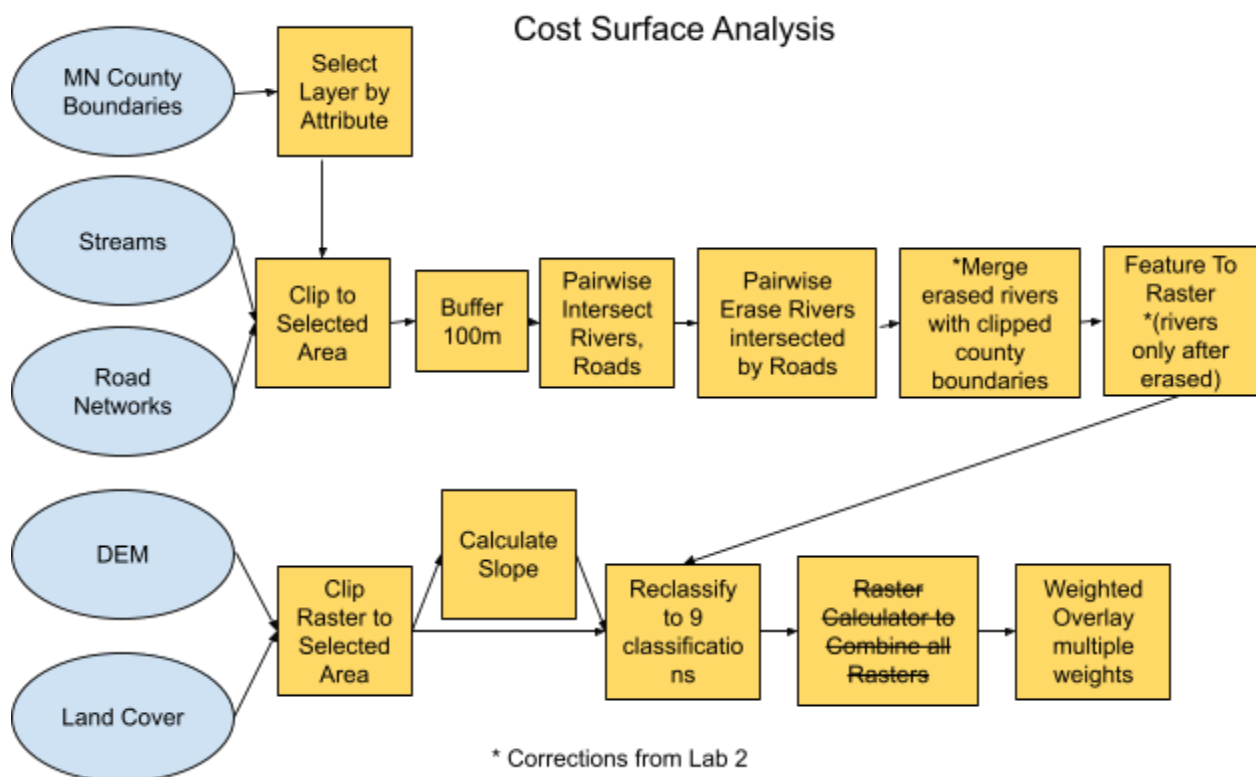 Cost Surface Analysis
MN County
Boundaries
Select
Layer by
Attribute
Streams
Road
Networks
Clip to
Selected
Area
Buffer
100m
Pairwise
Intersect
Rivers,
Roads
Pairwise
Erase Rivers
intersected
by Roads
*Merge
erased rivers
with clipped
county
boundaries
Feature To
Raster
*(rivers
only after
erased)
DEM
Land Cover
Clip
Raster to
Selected
Area
Calculate
Slope
Reclassify
to 9
classificatio
ns
Raster
Calculator to
Combine all
Rasters
Weighted
Overlay
multiple
weights
* Corrections from Lab 2